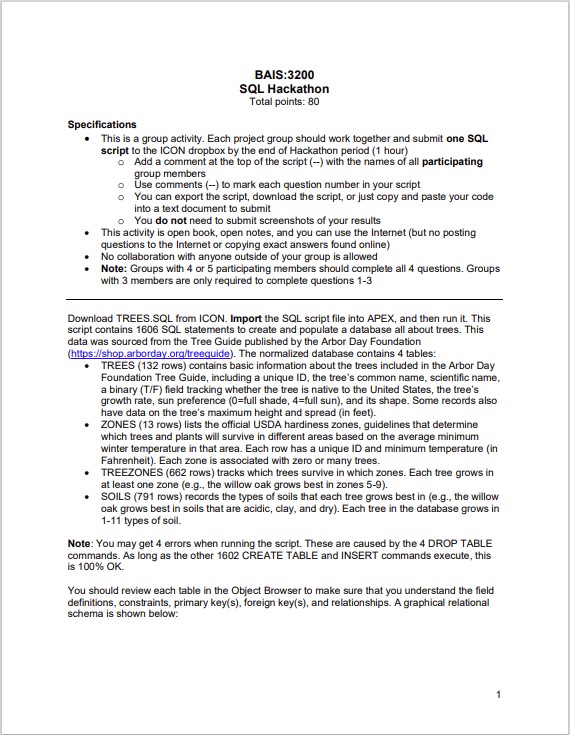 BAIS:3200
SQL Hackathon
Total points: 80
Specifications
• This is a group activity. Each project group should work together and submit one SQL
script to the ICON dropbox by the end of Hackathon period (1 hour)
o Add a comment at the top of the script (--) with the names of all participating
group members
o Use comments (--) to mark each question number in your script
o You can export the script, download the script, or just copy and paste your code
into a text document to submit
o You do not need to submit screenshots of your results
• This activity is open book, open notes, and you can use the Internet (but no posting
questions to the Internet or copying exact answers found online)
• No collaboration with anyone outside of your group is allowed
• Note: Groups with 4 or 5 participating members should complete all 4 questions. Groups
with 3 members are only required to complete questions 1-3
Download TREES.SQL from ICON. Import the SQL script file into APEX, and then run it. This
script contains 1606 SQL statements to create and populate a database all about trees. This
data was sourced from the Tree Guide published by the Arbor Day Foundation
(https://shop.arborday.org/treeguide). The normalized database contains 4 tables:
• TREES (132 rows) contains basic information about the trees included in the Arbor Day
Foundation Tree Guide, including a unique ID, the tree's common name, scientific name,
a binary (T/F) field tracking whether the tree is native to the United States, the tree's
growth rate, sun preference (0=full shade, 4=full sun), and its shape. Some records also
have data on the tree's maximum height and spread (in feet).
• ZONES (13 rows) lists the official USDA hardiness zones, guidelines that determine
which trees and plants will survive in different areas based on the average minimum
winter temperature in that area. Each row has a unique ID and minimum temperature (in
Fahrenheit). Each zone is associated with zero or many trees.
• TREEZONES (662 rows) tracks which trees survive in which zones. Each tree grows in
at least one zone (e.g., the willow oak grows best in zones 5-9).
• SOILS (791 rows) records the types of soils that each tree grows best in (e.g., the willow
oak grows best in soils that are acidic, clay, and dry). Each tree in the database grows in
1-11 types of soil.
Note: You may get 4 errors when running the script. These are caused by the 4 DROP TABLE
commands. As long as the other 1602 CREATE TABLE and INSERT commands execute, this
is 100% OK.
You should review each table in the Object Browser to make sure that you understand the field
definitions, constraints, primary key(s), foreign key(s), and relationships. A graphical relational
schema is shown below:
1